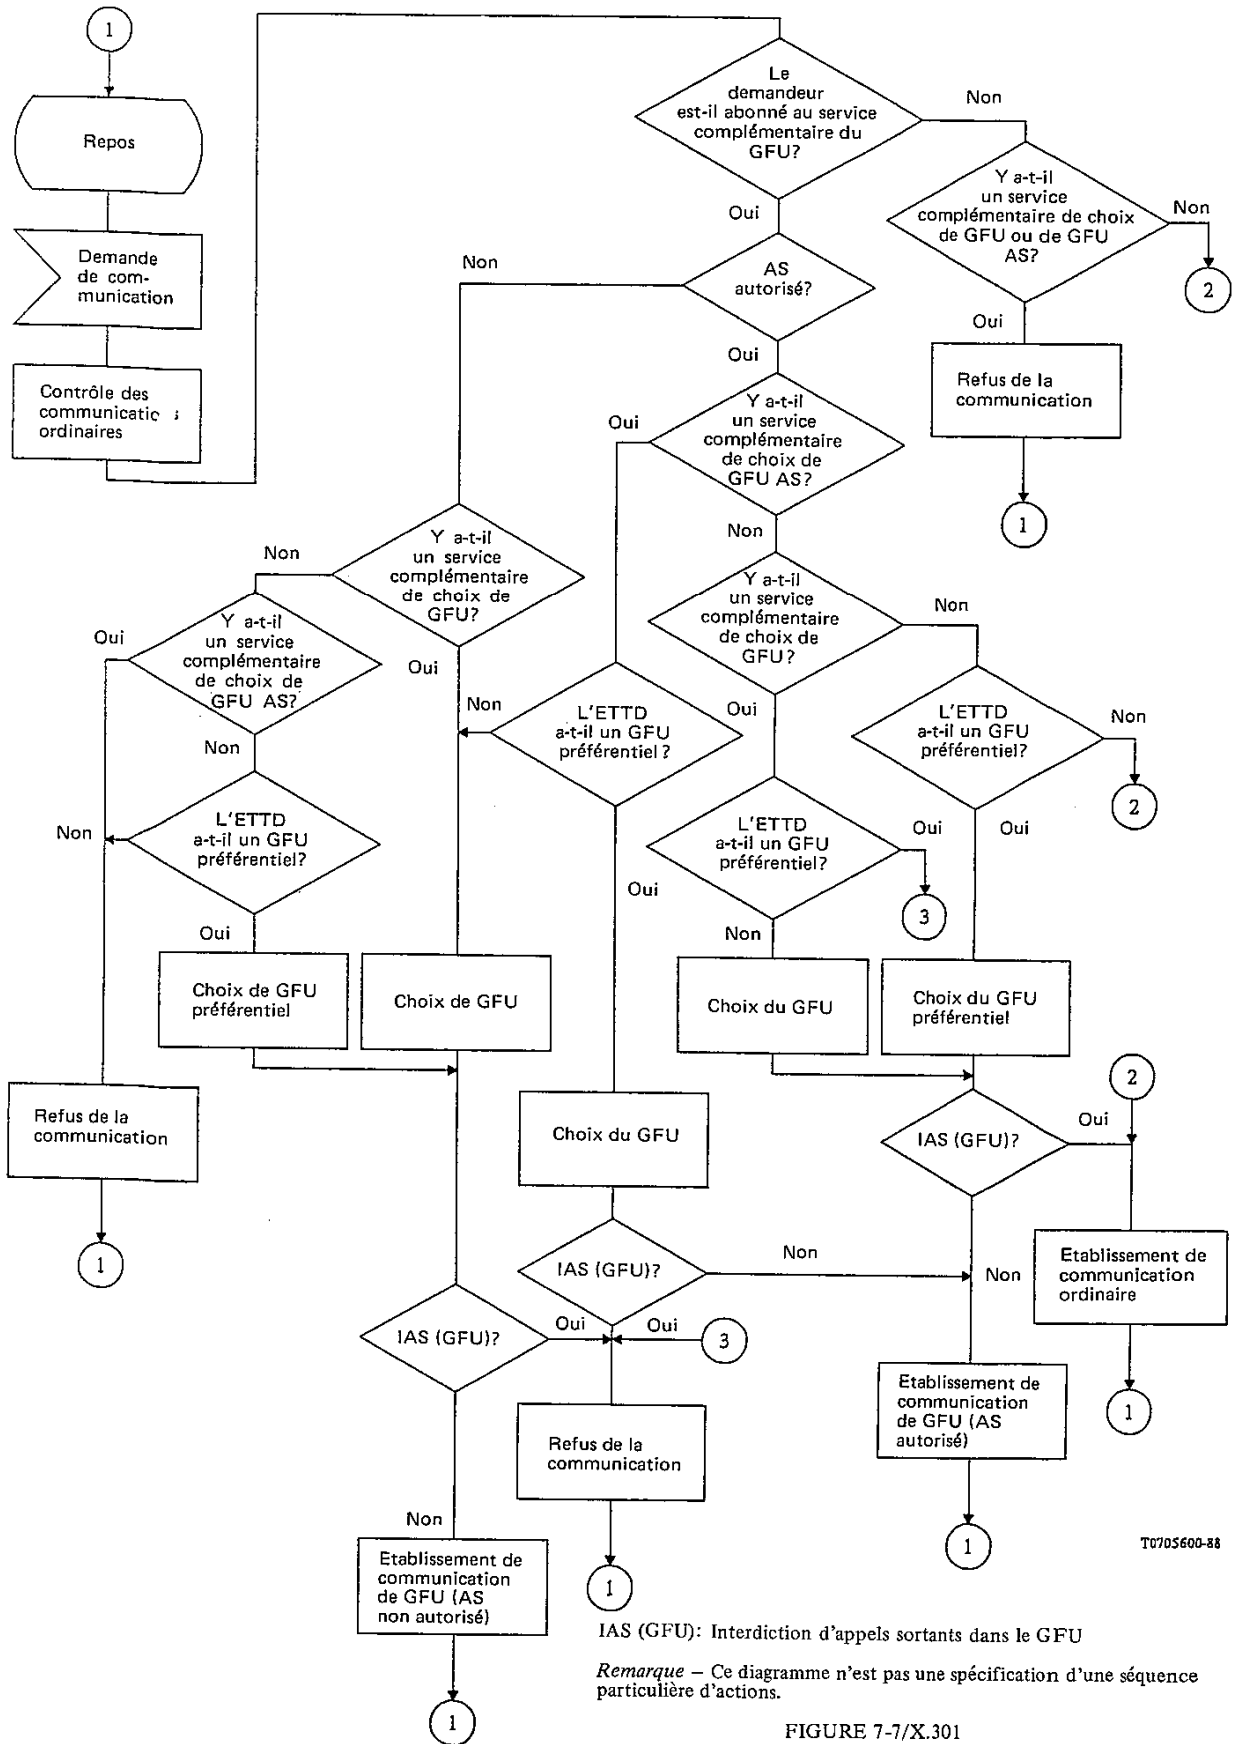 1
Repos
Demande
de com-
munication
Contrôle des
communicatic s
ordinaires
Le
demandeur
est-il abonné au service
complémentaire du
GFU?
Non
Oui
Y a-t-il
un service
complémentaire de choix
de GFU ou de GFU
AS?
Non
2
Oui
Refus de la
communication
1
AS
autorisé?
Non
Oui
Y a-t-il
un service
complémentaire
de choix de
GFU AS?
Oui
Non
Y a-t-il
un service
complémentaire
de choix de
GFU?
Non
Oui
Y a-t-il
un service
complémentaire
de choix de
GFU AS?
Oui
Non
Y a-t-il
un service
complémentaire
de choix de
GFU?
Non
Oui
L'ETTD
a-t-il un GFU
préférentiel?
Non
Oui
L'ETTD
a-t-il un GFU
préférentiel?
Non
2
Oui
L'ETTD
a-t-il un GFU
préférentiel?
Non
Oui
L'ETTD
a-t-il un GFU
préférentiel?
Oui
3
Non
Choix de GFU
préférentiel
Choix de GFU
Choix du GFU
Choix du GFU
préférentiel
Refus de la
communication
1
Choix du GFU
IAS (GFU)?
Oui
2
Non
IAS (GFU)?
Non
Oui
Etablissement de
communication
ordinaire
1
IAS (GFU)?
Oui
3
Non
Etablissement de
communication
de GFU (AS
autorisé)
1
Refus de la
communication
1
Etablissement de
communication
de GFU (AS
non autorisé)
1
T0705600-88
IAS (GFU): Interdiction d'appels sortants dans le GFU
Remarque – Ce diagramme n'est pas une spécification d'une séquence
particulière d'actions.
FIGURE 7-7/X.301